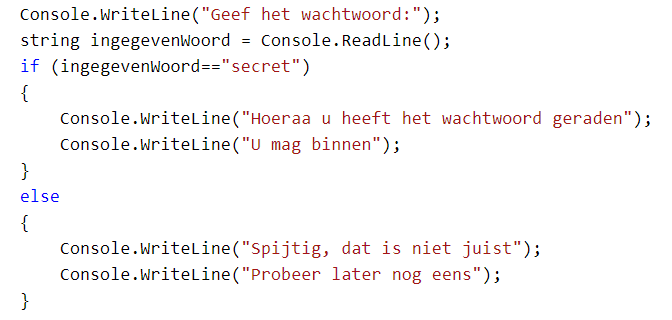 Console.WriteLine("Geef het wachtwoord:");
string ingegevenWoord = Console.ReadLine();
if (ingegevenWoord=="secret")
{
    Console.WriteLine("Hoeraa u heeft het wachtwoord geraden");
    Console.WriteLine("U mag binnen");
}
else
{
    Console.WriteLine("Spijtig, dat is niet juist");
    Console.WriteLine("Probeer later nog eens");
}